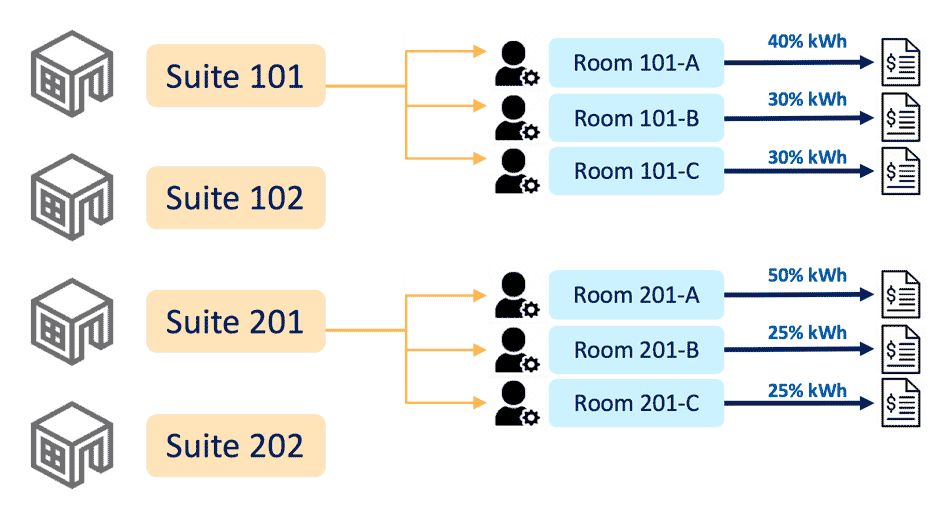 Suite 101
Room 101-A
40% kWh
$
Room 101-B
30% kWh
$
Room 101-C
30% kWh
$
Suite 102
Suite 201
Room 201-A
50% kWh
$
Room 201-B
25% kWh
$
Room 201-C
25% kWh
$
Suite 202